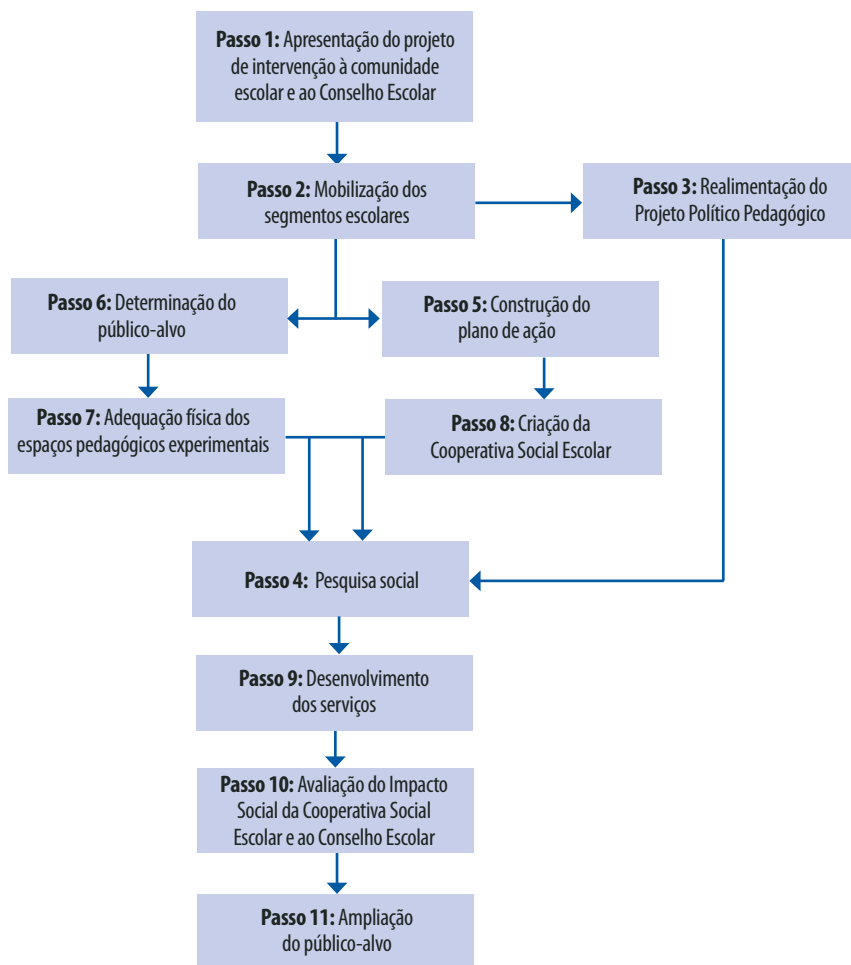 Passo 1: Apresentação do projeto
de intervenção à comunidade
escolar e ao Conselho Escolar
Passo 2: Mobilização dos
segmentos escolares
Passo 3: Realimentação do
Projeto Político Pedagógico
Passo 6: Determinação do
público-alvo
Passo 5: Construção do
plano de ação
Passo 7: Adequação física dos
espaços pedagógicos experimentais
Passo 8: Criação da
Cooperativa Social Escolar
Passo 4: Pesquisa social
Passo 9: Desenvolvimento
dos serviços
Passo 10: Avaliação do Impacto
Social da Cooperativa Social
Escolar e ao Conselho Escolar
Passo 11: Ampliação
do público-alvo